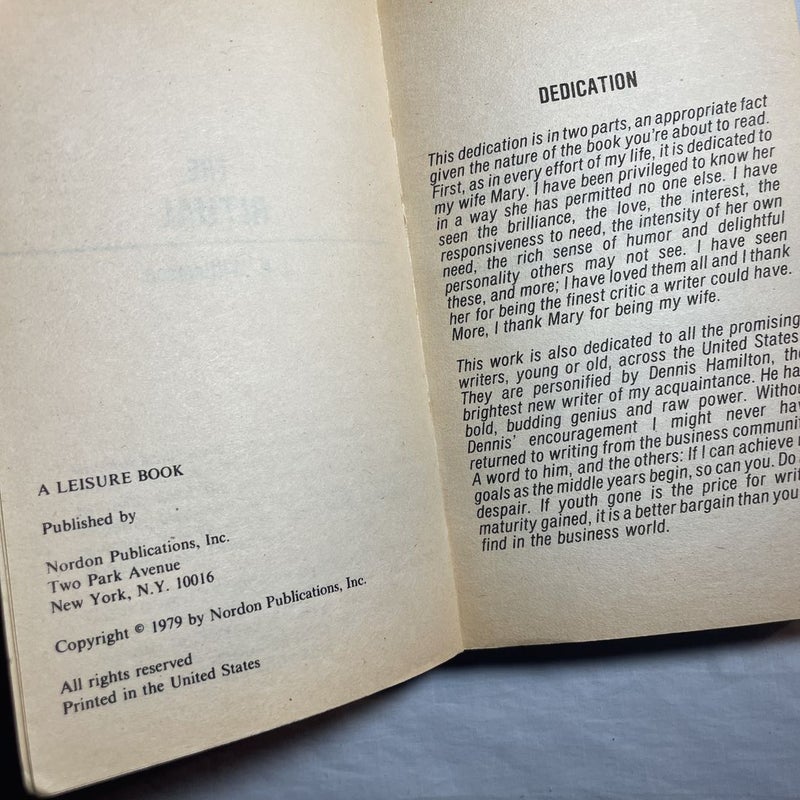 A LEISURE BOOK
Published by
Nordon Publications, Inc.
Two Park Avenue
New York, N.Y. 10016
Copyright © 1979 by Nordon Publications, Inc.
All rights reserved
Printed in the United States
DEDICATION
This dedication is in two parts, an appropriate fact
given the nature of the book you're about to read.
First, as in every effort of my life, it is dedicated to
my wife Mary. I have been privileged to know her
in a way she has permitted no one else. I have
seen the brilliance, the love, the interest, the
responsiveness to need, the intensity of her own
need, the rich sense of humor and delightful
personality others may not see. I have seen
these, and more; I have loved them all and I thank
her for being the finest critic a writer could have.
More, I thank Mary for being my wife.
This work is also dedicated to all the promising
writers, young or old, across the United States
They are personified by Dennis Hamilton, the
brightest new writer of my acquaintance. He ha
bold, budding genius and raw power. Withou
Dennis' encouragement I might never hav
returned to writing from the business communit
A word to him, and the others: If I can achieve
goals as the middle years begin, so can you. Do
despair. If youth gone is the price for writ
maturity gained, it is a better bargain than you
find in the business world.